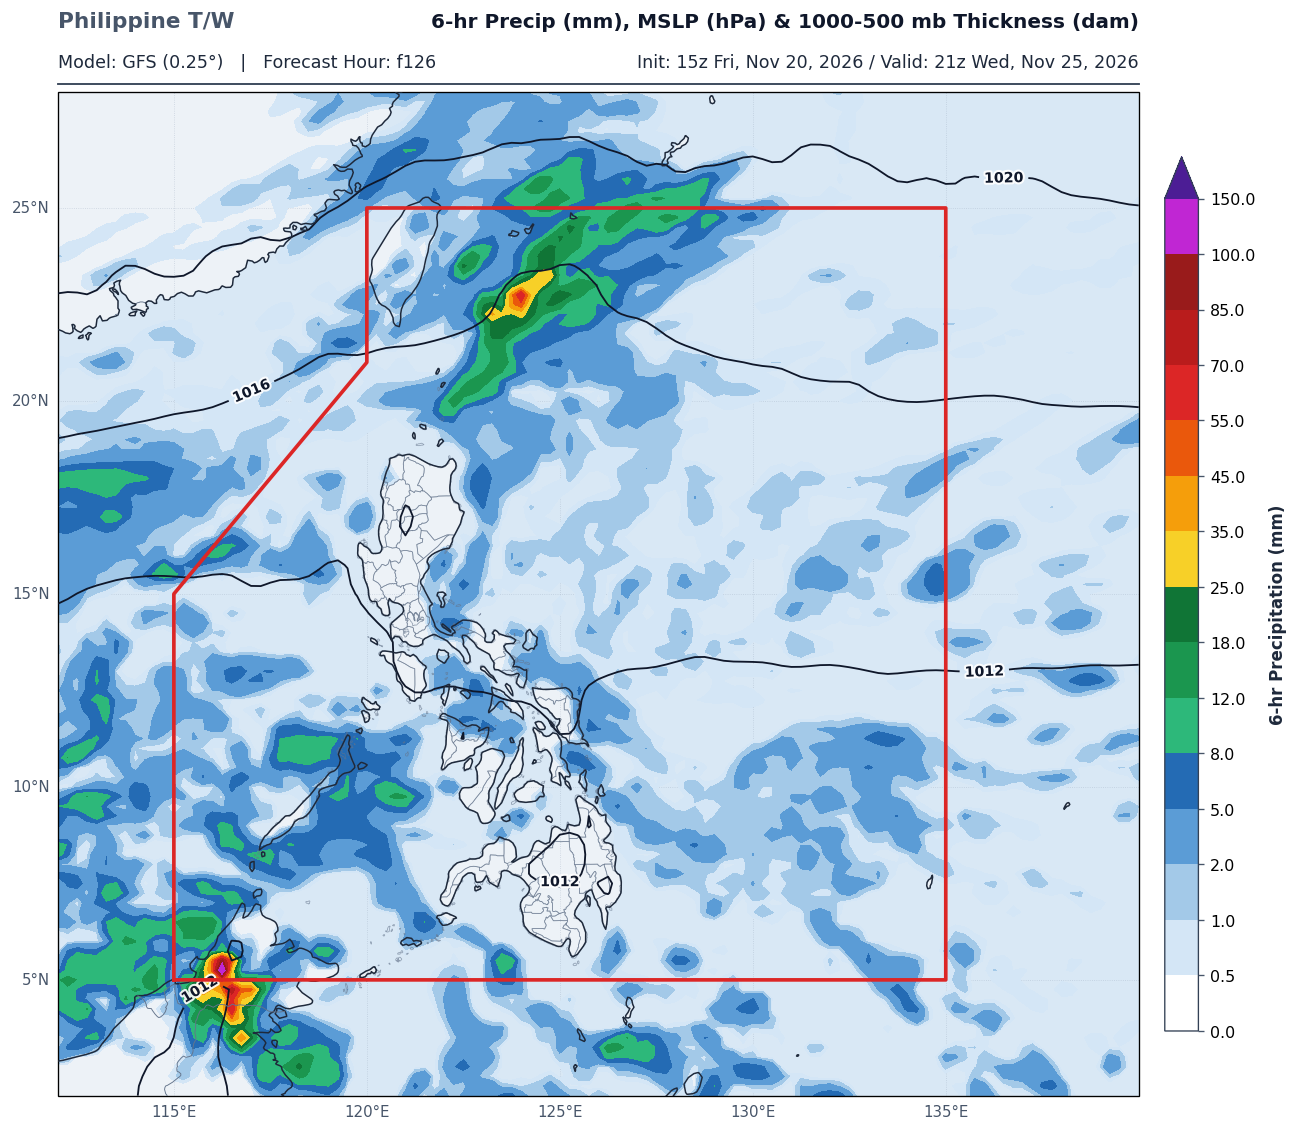 Philippine T/W
6-hr Precip (mm), MSLP (hPa) & 1000-500 mb Thickness (dam)
Model: GFS (0.25°) | Forecast Hour: f126
Init: 15z Fri, Nov 20, 2026 / Valid: 21z Wed, Nov 25, 2026
1020
1016
1012
1012
1012
25°N
20°N
15°N
10°N
5°N
115°E
120°E
125°E
130°E
135°E
150.0
100.0
85.0
70.0
55.0
45.0
35.0
25.0
18.0
12.0
8.0
5.0
2.0
1.0
0.5
0.0
6-hr Precipitation (mm)